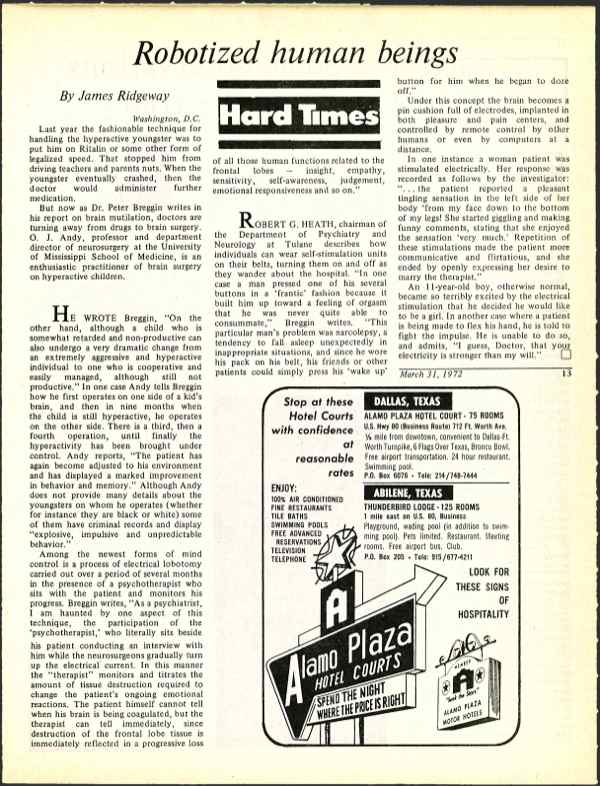 Robotized human beings
By James Ridgeway
Washington, D.C.
Last year the fashionable technique for
handling the hyperactive youngster was to
put him on Ritalin or some other form of
legalized speed. That stopped him from
driving teachers and parents nuts. When the
youngster eventually crashed, then the
doctor would administer further
medication.
But now as Dr. Peter Breggin writes in
his report on brain mutilation, doctors are
turning away from drugs to brain surgery.
O. J. Andy, professor and department
director of neurosurgery at the University
of Mississippi School of Medicine, is an
enthusiastic practitioner of brain surgery
on hyperactive children.
HE WROTE Breggin, "On the
other hand, although a child who is
somewhat retarded and non-productive can
also undergo a very dramatic change from
an extremely aggressive and hyperactive
individual to one who is cooperative and
easily managed, although still not
productive." In one case Andy tells Breggin
how he first operates on one side of a kid's
brain, and then in nine months when
the child is still hyperactive, he operates
on the other side. There is a third, then a
fourth operation, until finally the
hyperactivity has been brought under
control. Andy reports, "The patient has
again become adjusted to his environment
and has displayed a marked improvement
in behavior and memory." Although Andy
does not provide many details about the
youngsters on whom he operates (whether
for instance they are black or white) some
of them have criminal records and display
"explosive, impulsive and unpredictable
behavior."
Among the newest forms of mind
control is a process of electrical lobotomy
carried out over a period of several months
in the presence of a psychotherapist who
sits with the patient and monitors his
progress. Breggin writes, "As a psychiatrist,
I am haunted by one aspect of this
technique, the participation of the
'psychotherapist,' who literally sits beside
his patient conducting an interview with
him while the neurosurgeons gradually turn
up the electrical current. In this manner
the "therapist" monitors and titrates the
amount of tissue destruction required to
change the patient's ongoing emotional
reactions. The patient himself cannot tell
when his brain is being coagulated, but the
therapist can tell immediately, since
destruction of the frontal lobe tissue is
immediately reflected in a progressive loss
Hard Times
of all those human functions related to the
frontal lobes — insight, empathy,
sensitivity, self-awareness, judgement,
emotional responsiveness and so on."
ROBERT G. HEATH, chairman of
the Department of Psychiatry and
Neurology at Tulane describes how
individuals can wear self-stimulation units
on their belts, turning them on and off as
they wander about the hospital. "In one
case a man pressed one of his several
buttons in a 'frantic' fashion because it
built him up toward a feeling of orgasm
that he was never quite able to
consummate," Breggin writes. "This
particular man's problem was narcolepsy, a
tendency to fall asleep unexpectedly in
inappropriate situations, and since he wore
his pack on his belt, his friends or other
patients could simply press his 'wake up'
button for him when he began to doze
off."
Under this concept the brain becomes a
pin cushion full of electrodes, implanted in
both pleasure and pain centers, and
controlled by remote control by other
humans or even by computers at a
distance.
In one instance a woman patient was
stimulated electrically. Her response was
recorded as follows by the investigator:
"... the patient reported a pleasant
tingling sensation in the left side of her
body 'from my face down to the bottom
of my legs! She started giggling and making
funny comments, stating that she enjoyed
the sensation 'very much.' Repetition of
these stimulations made the patient more
communicative and flirtatious, and she
ended by openly expressing her desire to
marry the therapist."
An 11-year-old boy, otherwise normal,
became so terribly excited by the electrical
stimulation that he decided he would like
to be a girl. In another case where a patient
is being made to flex his hand, he is told to
fight the impulse. He is unable to do so,
and admits, "I guess, Doctor, that your
electricity is stronger than my will."
March 31, 1972 13
Stop at these
Hotel Courts
with confidence
at
reasonable
rates
ENJOY:
100% AIR CONDITIONED
FINE RESTAURANTS
TILE BATHS
SWIMMING POOLS
FREE ADVANCED
RESERVATIONS
TELEVISION
TELEPHONE
DALLAS, TEXAS
ALAMO PLAZA HOTEL COURT - 75 ROOMS
U.S. Hwy 80 (Business Route) 712 Ft. Worth Ave.
¼ mile from downtown, convenient to Dallas-Ft.
Worth Turnpike, 6 Flags Over Texas, Bronco Bowl.
Free airport transportation. 24 hour restaurant.
Swimming pool.
P.O. Box 6076 • Tele: 214/748-7444
ABILENE, TEXAS
THUNDERBIRD LODGE - 125 ROOMS
1 mile east on U.S. 80, Business
Playground, wading pool (in addition to swim-
ming pool). Pets limited. Restaurant. Meeting
rooms. Free airport bus. Club.
P.O. Box 205 • Tele: 915/677-4211
LOOK FOR
THESE SIGNS
OF
HOSPITALITY
A
Alamo Plaza
HOTEL COURTS
SPEND THE NIGHT
WHERE THE PRICE IS RIGHT
MEMBER
A
ALAMO PLAZA
MOTOR HOTELS